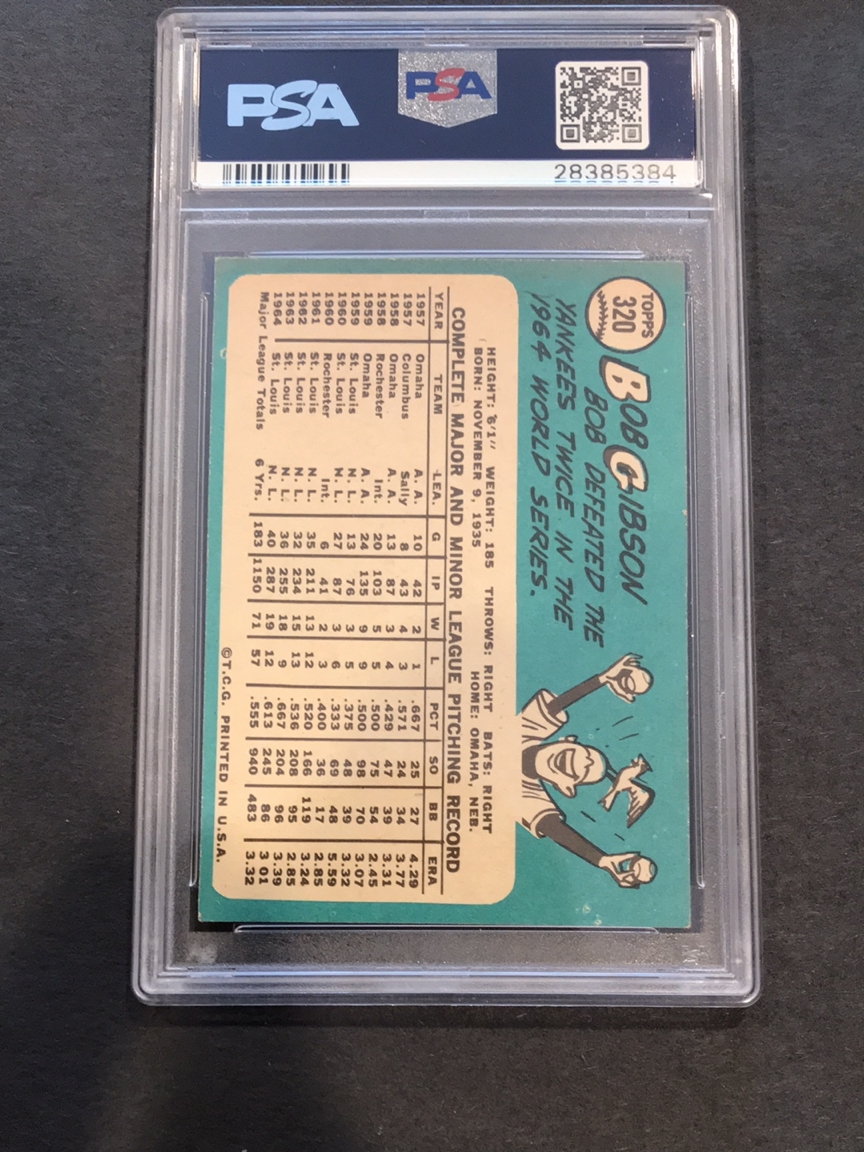 PSA
PSA
28385384
TOPPS
320
BOB GIBSON
BOB DEFEATED THE
YANKEES TWICE IN THE
1964 WORLD SERIES.
HEIGHT: 6'1" WEIGHT: 185 THROWS: RIGHT BATS: RIGHT
BORN: NOVEMBER 9, 1935 HOME: OMAHA, NEB.
COMPLETE MAJOR AND MINOR LEAGUE PITCHING RECORD
YEAR TEAM LEA. G IP W L PCT SO BB ERA
1957 Omaha A. A. 10 42 2 1 .667 25 27 4.29
1957 Columbus Sally 8 43 4 3 .571 24 34 3.77
1958 Omaha A. A. 13 87 3 4 .429 47 39 3.31
1958 Rochester Int. 20 103 5 5 .500 75 54 2.45
1959 Omaha A. A. 24 135 9 9 .500 98 70 3.07
1959 St. Louis N. L. 13 76 3 5 .375 48 39 3.32
1960 St. Louis N. L. 27 87 3 6 .333 69 48 5.59
1960 Rochester Int. 6 41 2 3 .400 36 17 2.85
1961 St. Louis N. L. 35 211 13 12 .520 166 119 3.24
1962 St. Louis N. L. 32 234 15 13 .536 208 95 2.85
1963 St. Louis N. L. 36 255 18 9 .667 204 96 3.39
1964 St. Louis N. L. 40 287 19 12 .613 245 86 3.01
Major League Totals 6 Yrs. 183 1150 71 57 .555 940 483 3.32
©T.C.G. PRINTED IN U.S.A.